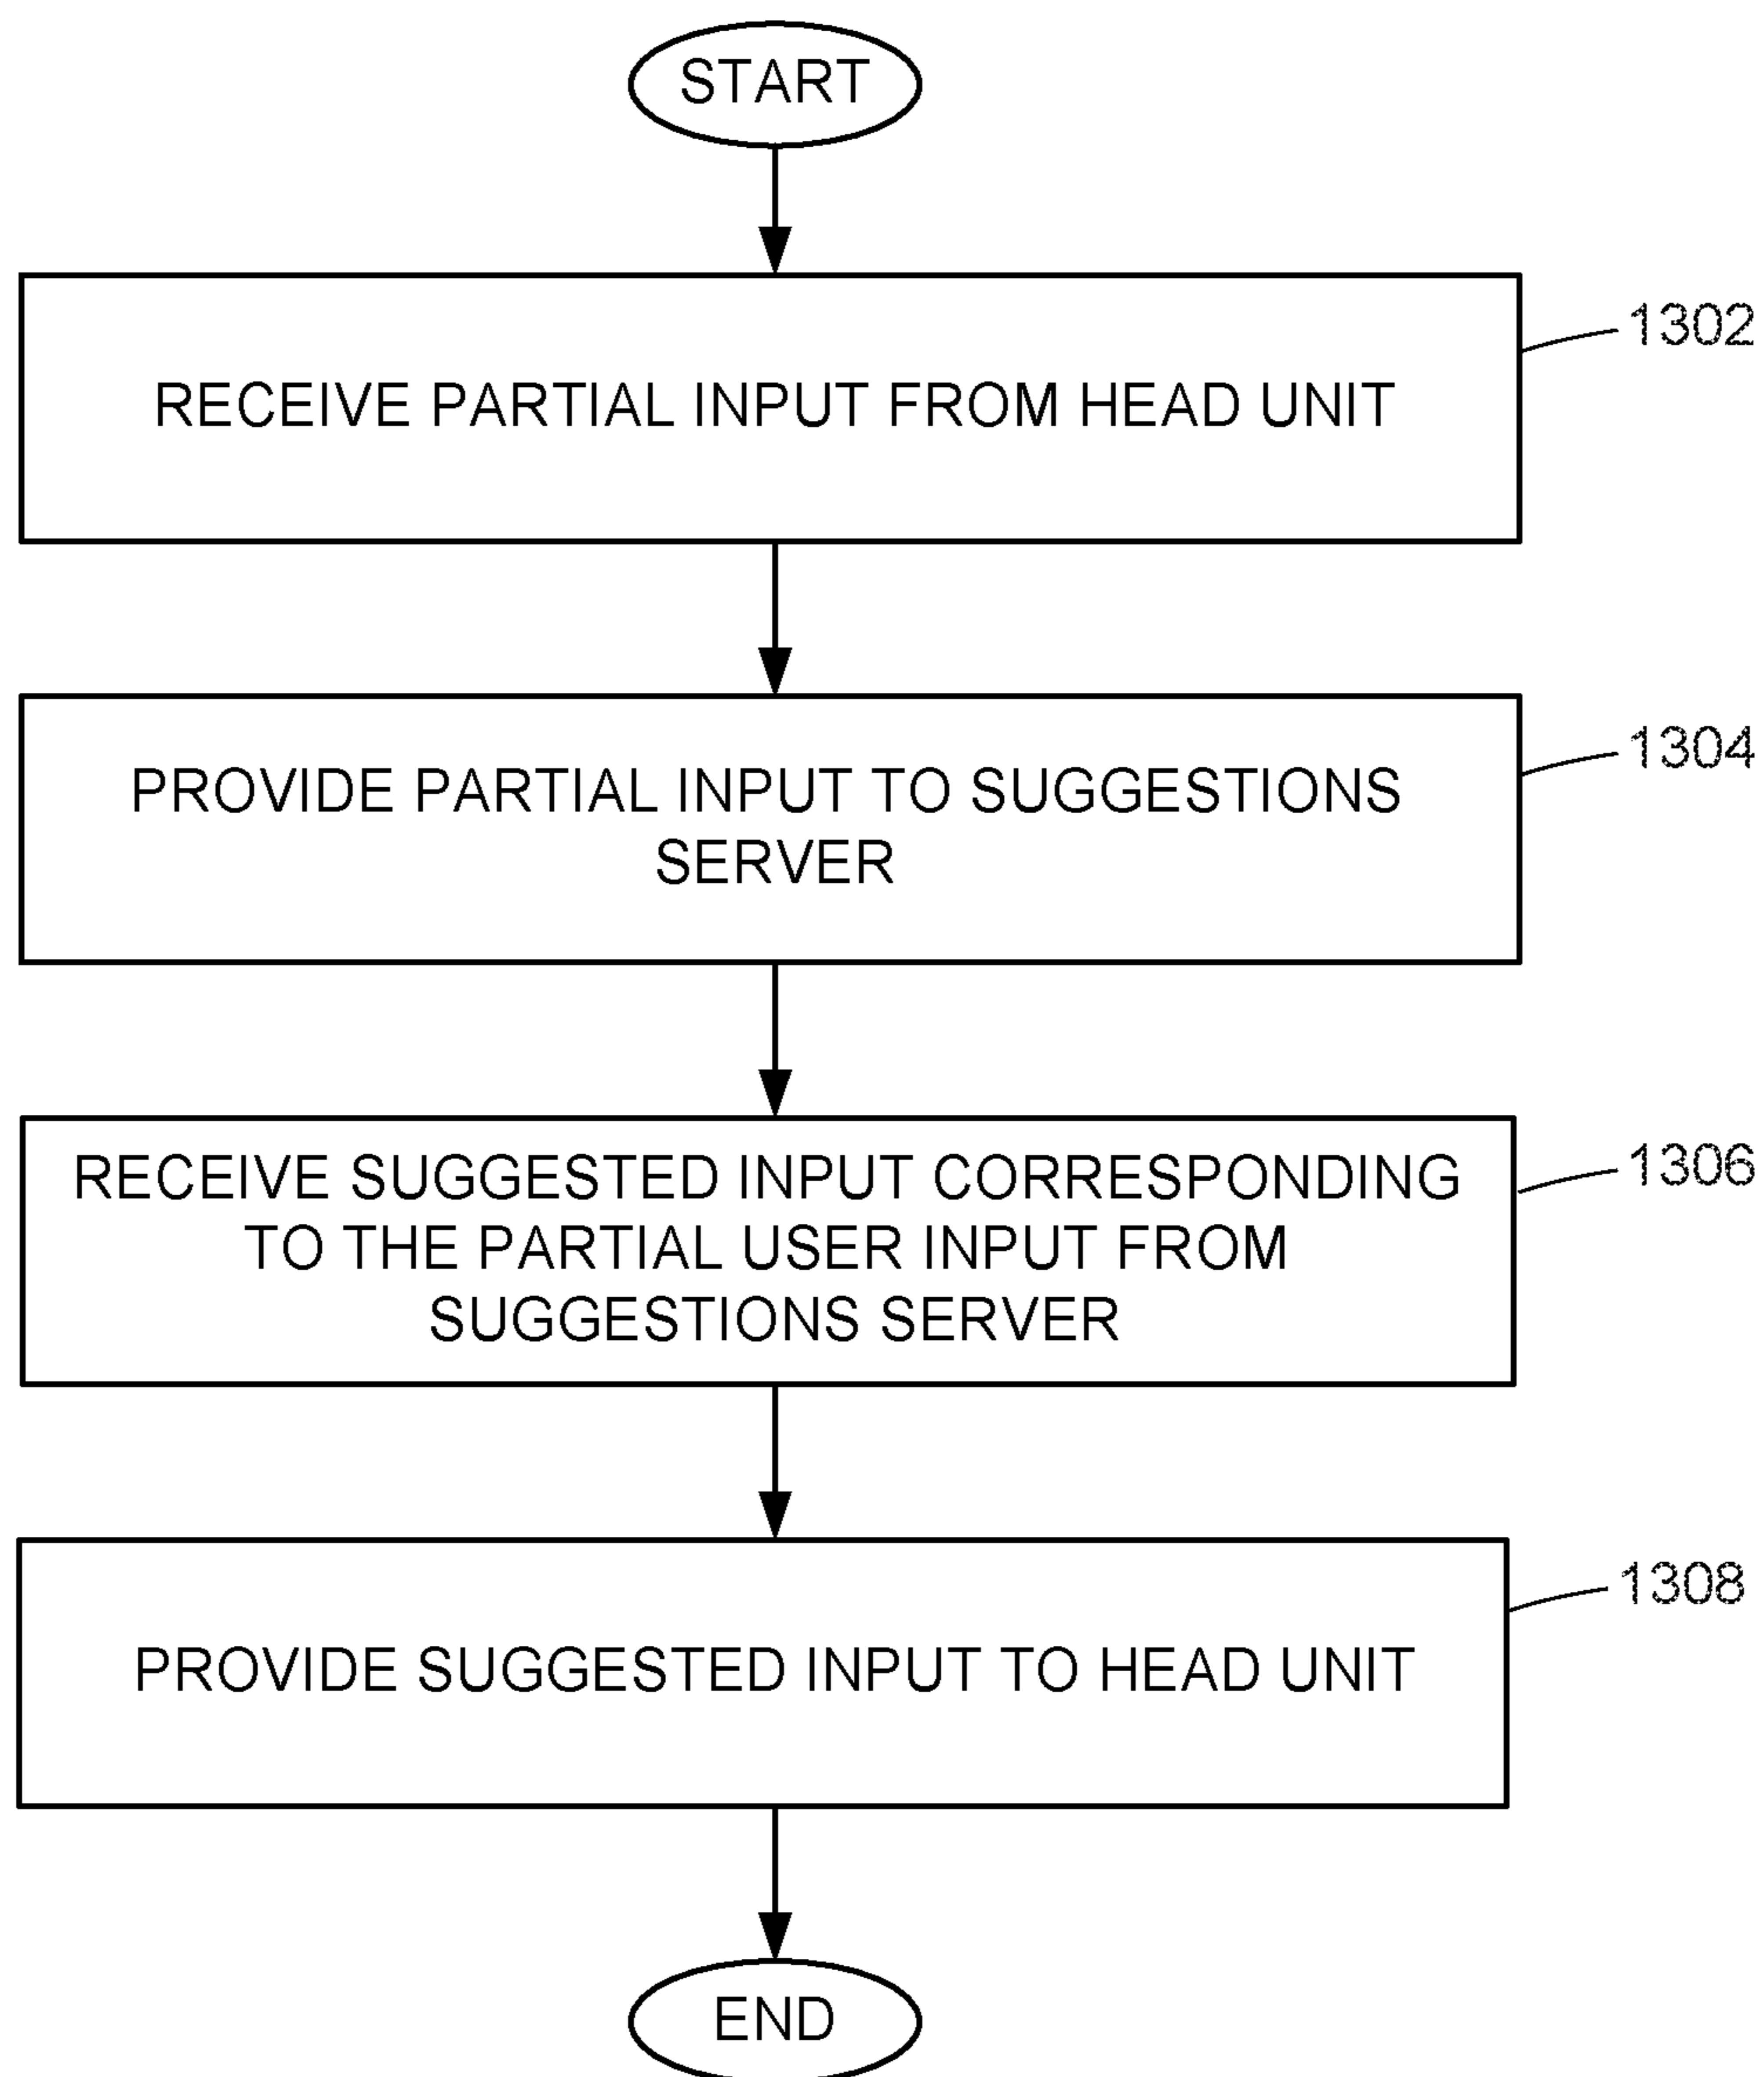 START
1302
RECEIVE PARTIAL INPUT FROM HEAD UNIT
1304
PROVIDE PARTIAL INPUT TO SUGGESTIONS
SERVER
1306
RECEIVE SUGGESTED INPUT CORRESPONDING
TO THE PARTIAL USER INPUT FROM
SUGGESTIONS SERVER
1308
PROVIDE SUGGESTED INPUT TO HEAD UNIT
END